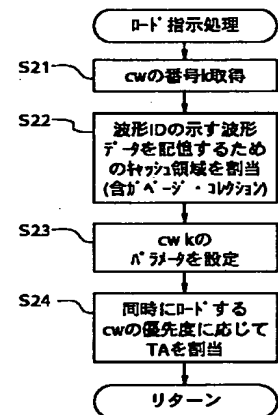 ロード指示処理
S21
cwの番号k取得
S22
波形IDの示す波形
データを記憶するため
のキャッシュ領域を割当
(含ガベージ・コレクション)
S23
cw kの
パラメータを設定
S24
同時にロードする
cwの優先度に応じて
TAを割当
リターン